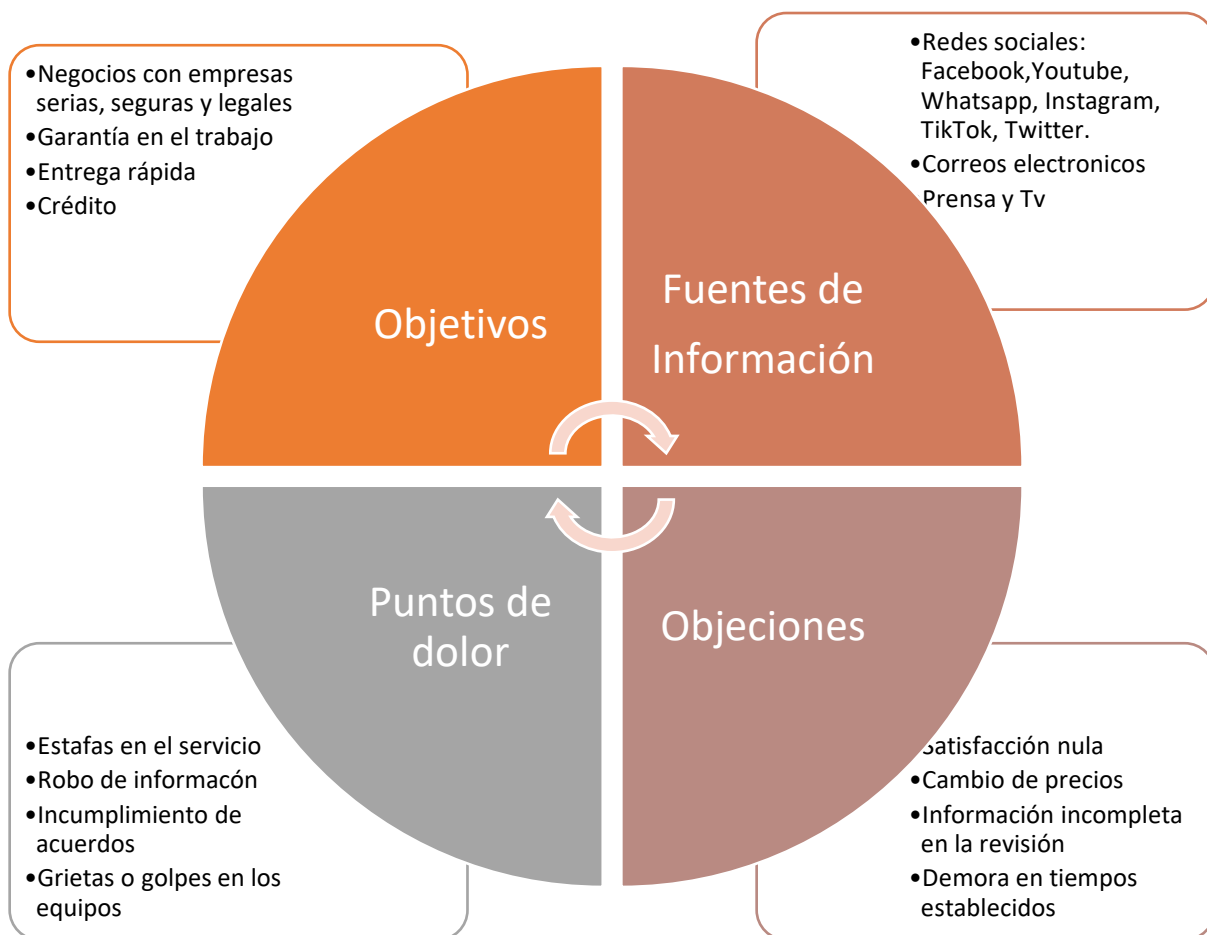 •Negocios con empresas
serias, seguras y legales
•Garantía en el trabajo
•Entrega rápida
•Crédito
•Redes sociales:
Facebook,Youtube,
Whatsapp, Instagram,
TikTok, Twitter.
•Correos electronicos
Prensa y Tv
Objetivos
Fuentes de
Información
Puntos de
dolor
Objeciones
•Estafas en el servicio
•Robo de informacón
•Incumplimiento de
acuerdos
•Grietas o golpes en los
equipos
Satisfacción nula
•Cambio de precios
•Información incompleta
en la revisión
•Demora en tiempos
establecidos